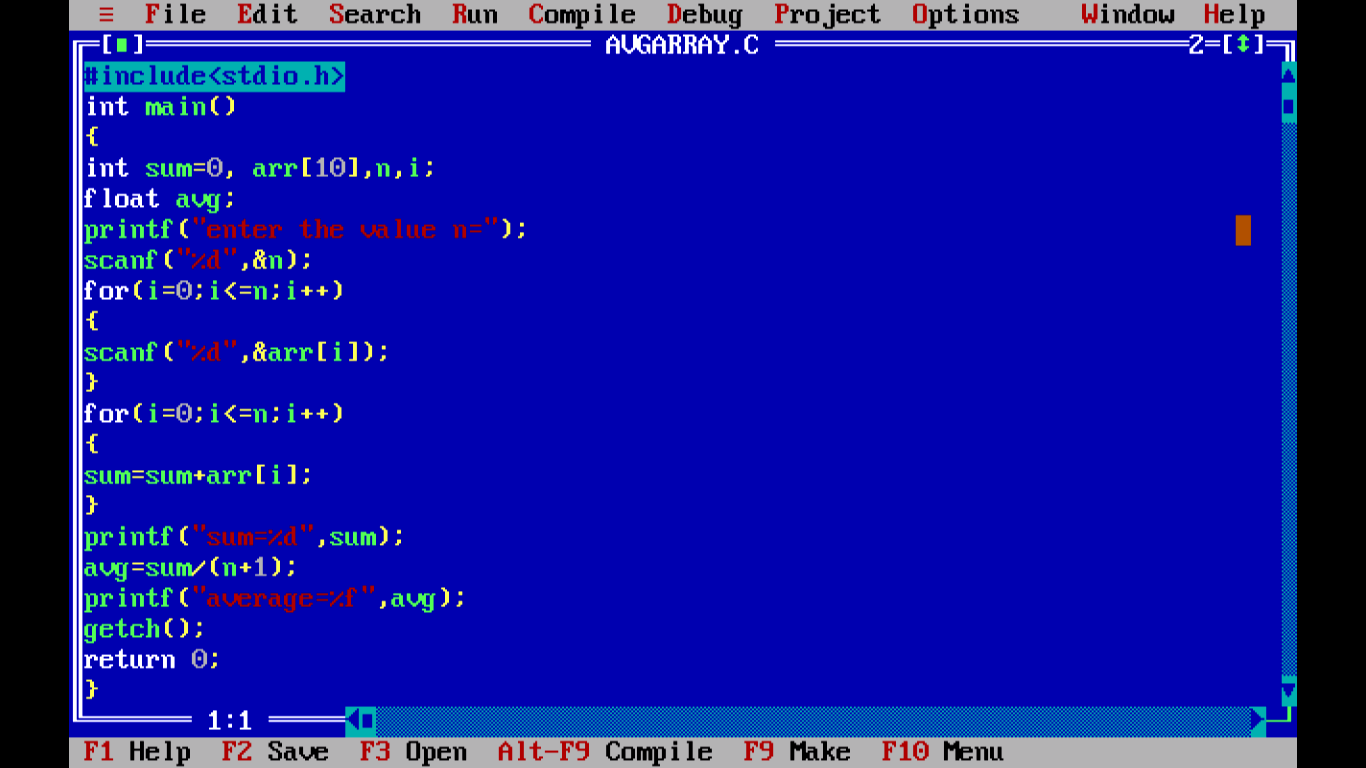 ≡ File Edit Search Run Compile Debug Project Options Window Help
[■] AVGARRAY.C 2=[↕]
#include<stdio.h>
int main()
{
int sum=0, arr[10],n,i;
float avg;
printf("enter the value n=");
scanf("%d",&n);
for(i=0;i<=n;i++)
{
scanf("%d",&arr[i]);
}
for(i=0;i<=n;i++)
{
sum=sum+arr[i];
}
printf("sum=%d",sum);
avg=sum/(n+1);
printf("average=%f",avg);
getch();
return 0;
}
1:1
F1 Help F2 Save F3 Open Alt-F9 Compile F9 Make F10 Menu